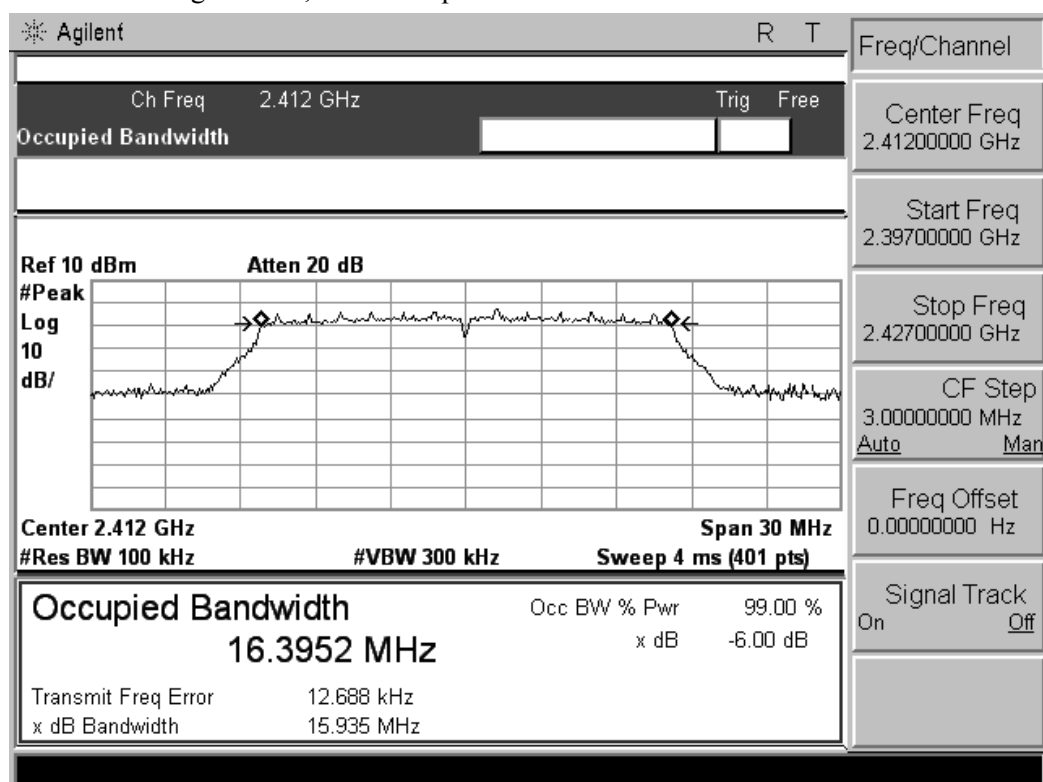 Agilent R T
Ch Freq 2.412 GHz Trig Free
Occupied Bandwidth
Ref 10 dBm Atten 20 dB
#Peak
Log
10
dB/
Center 2.412 GHz Span 30 MHz
#Res BW 100 kHz #VBW 300 kHz Sweep 4 ms (401 pts)
Occupied Bandwidth Occ BW % Pwr 99.00 %
16.3952 MHz x dB -6.00 dB
Transmit Freq Error 12.688 kHz
x dB Bandwidth 15.935 MHz
Freq/Channel
Center Freq
2.41200000 GHz
Start Freq
2.39700000 GHz
Stop Freq
2.42700000 GHz
CF Step
3.00000000 MHz
Auto Man
Freq Offset
0.00000000 Hz
Signal Track
On Off